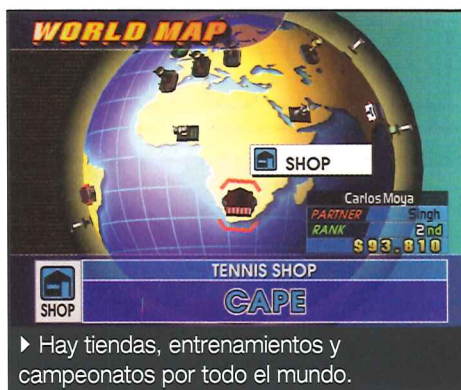 WORLD MAP
SHOP
Carlos Moya
PARTNER Singh
RANK 2nd
$93,810
TENNIS SHOP
SHOP
CAPE
▶ Hay tiendas, entrenamientos y
campeonatos por todo el mundo.